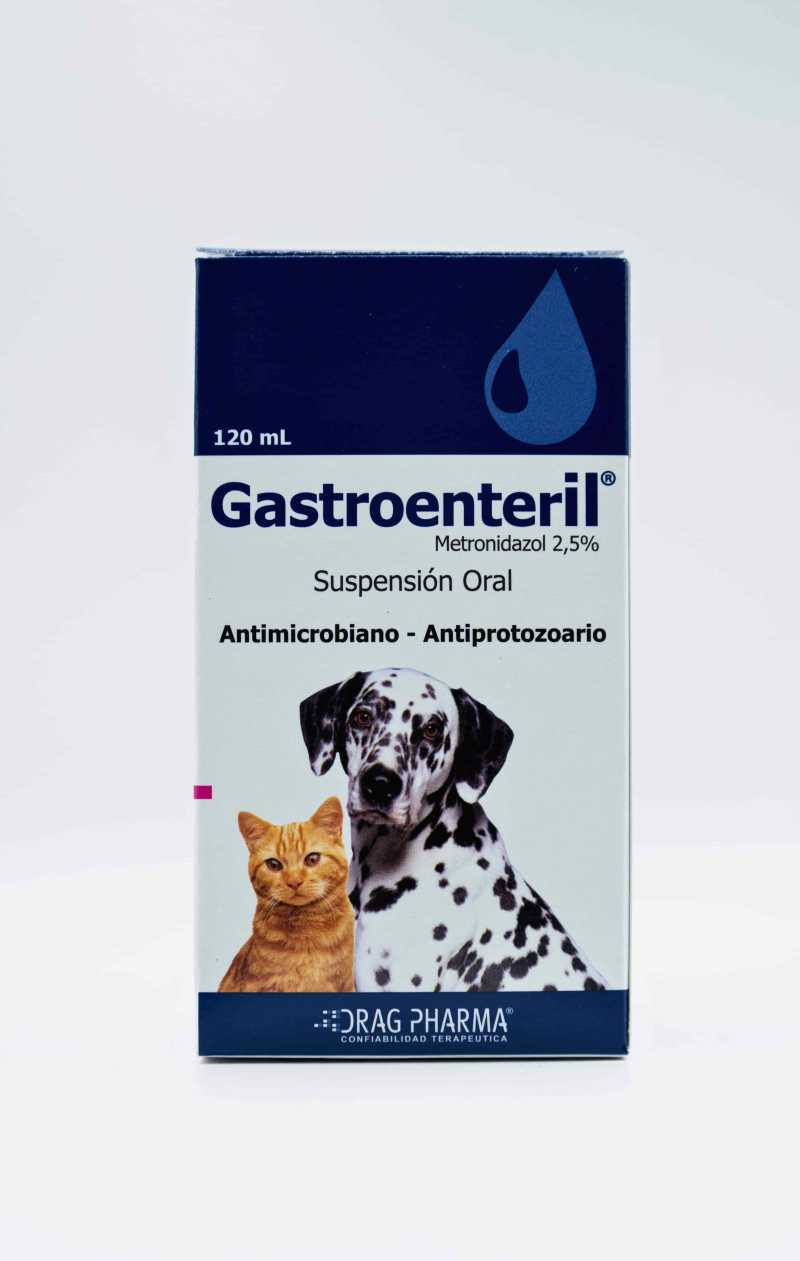 120 mL
Gastroenteril®
Metronidazol 2,5%
Suspensión Oral
Antimicrobiano - Antiprotozoario
DRAG PHARMA®
CONFIABILIDAD TERAPEUTICA